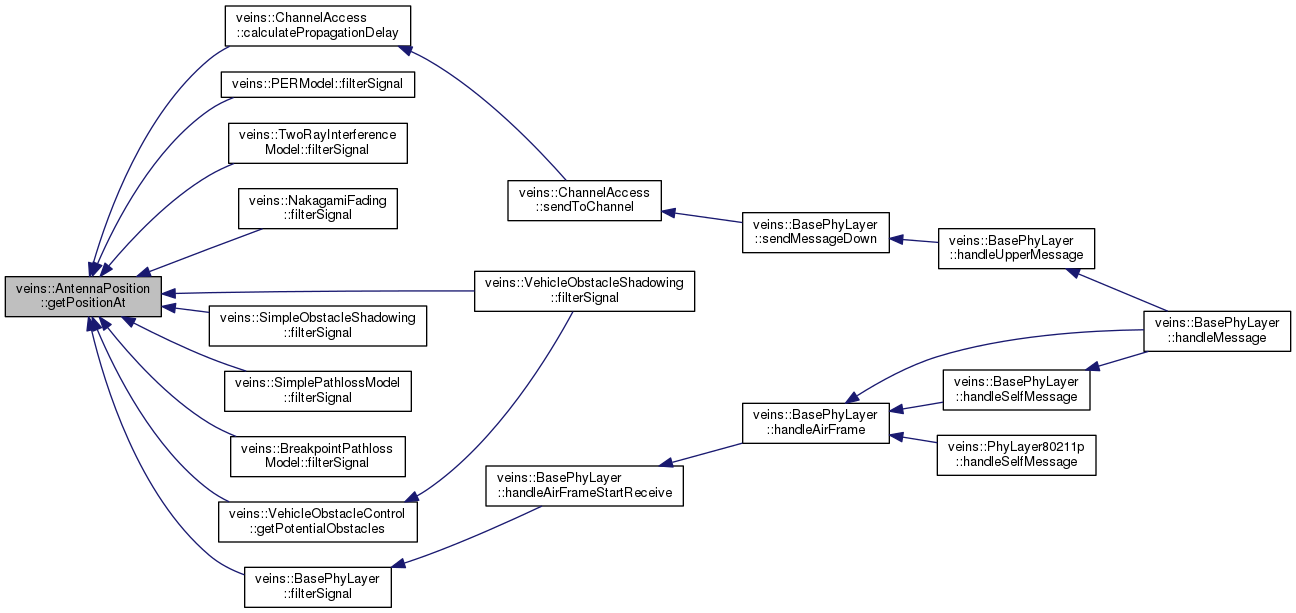 veins::ChannelAccess
::calculatePropagationDelay
veins::PERModel::filterSignal
veins::TwoRayInterference
Model::filterSignal
veins::NakagamiFading
::filterSignal
veins::ChannelAccess
::sendToChannel
veins::BasePhyLayer
::sendMessageDown
veins::BasePhyLayer
::handleUpperMessage
veins::AntennaPosition
::getPositionAt
veins::VehicleObstacleShadowing
::filterSignal
veins::SimpleObstacleShadowing
::filterSignal
veins::BasePhyLayer
::handleMessage
veins::SimplePathlossModel
::filterSignal
veins::BasePhyLayer
::handleSelfMessage
veins::BasePhyLayer
::handleAirFrame
veins::BreakpointPathloss
Model::filterSignal
veins::PhyLayer80211p
::handleSelfMessage
veins::BasePhyLayer
::handleAirFrameStartReceive
veins::VehicleObstacleControl
::getPotentialObstacles
veins::BasePhyLayer
::filterSignal